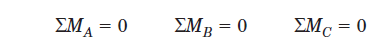 ΣM_A = 0 ΣM_B = 0 ΣM_C = 0